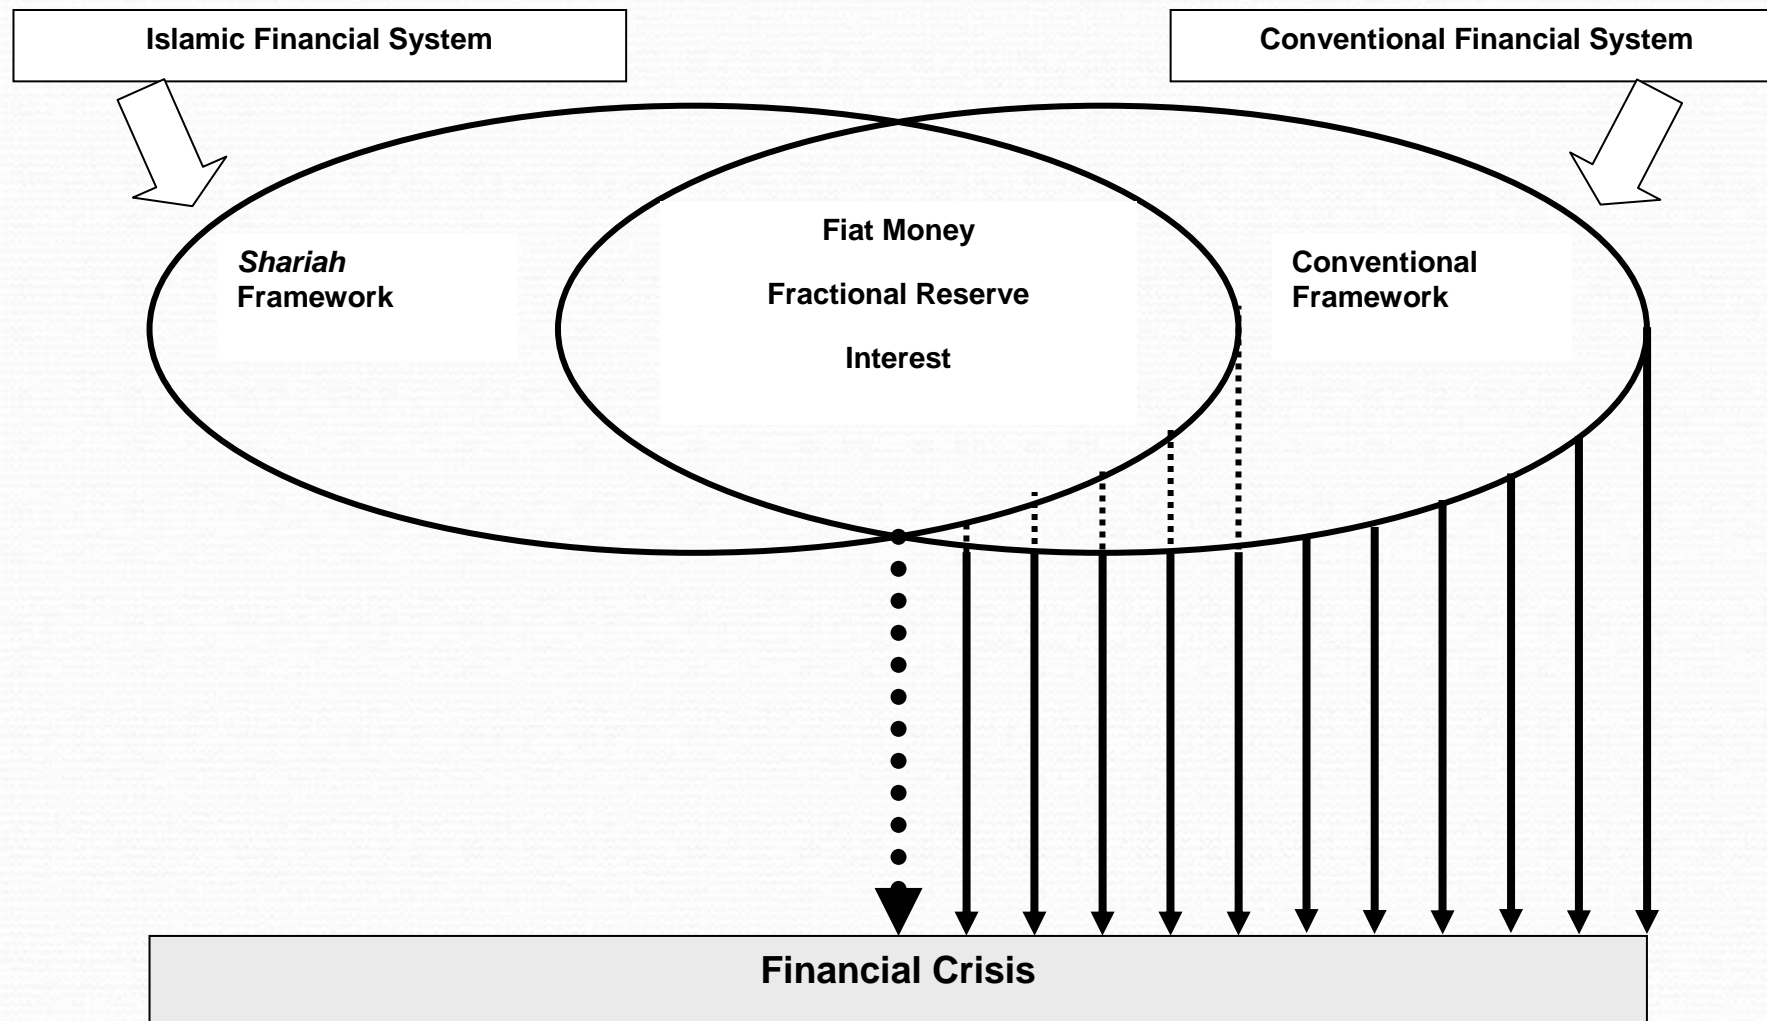 Islamic Financial System
Conventional Financial System
Shariah
Framework
Fiat Money
Fractional Reserve
Interest
Conventional
Framework
Financial Crisis